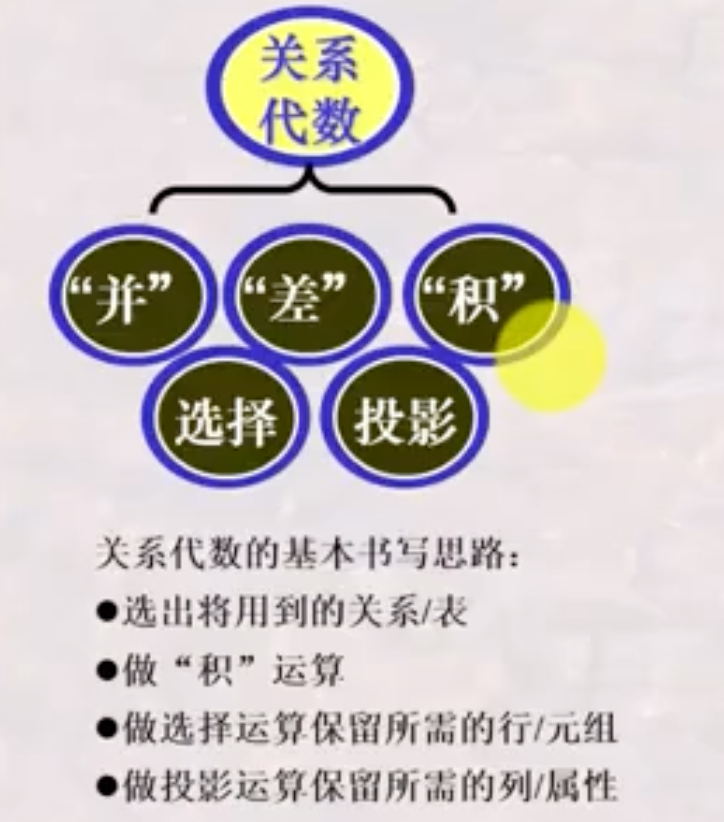 关系
代数
“并”
“差”
“积”
选择
投影
关系代数的基本书写思路：
●选出将用到的关系/表
●做“积”运算
●做选择运算保留所需的行/元组
●做投影运算保留所需的列/属性